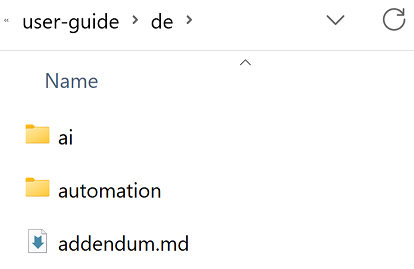 « user-guide > de >
Name
ai
automation
addendum.md